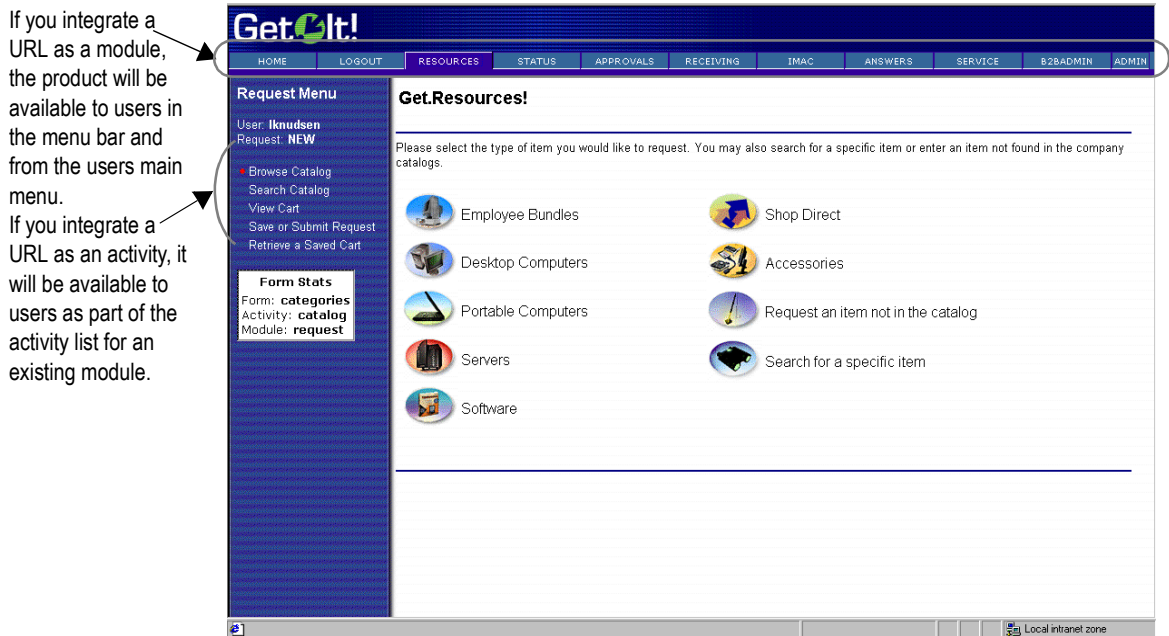 If you integrate a
URL as a module,
the product will be
available to users in
the menu bar and
from the users main
menu.
If you integrate a
URL as an activity, it
will be available to
users as part of the
activity list for an
existing module.
Get It!
HOME LOGOUT RESOURCES STATUS APPROVALS RECEIVING IMAC ANSWERS SERVICE B2BADMIN ADMIN
Request Menu
User: lknudsen
Request: NEW
Browse Catalog
Search Catalog
View Cart
Save or Submit Request
Retrieve a Saved Cart
Form Stats
Form: categories
Activity: catalog
Module: request
Get.Resources!
Please select the type of item you would like to request. You may also search for a specific item or enter an item not found in the company
catalogs.
Employee Bundles
Desktop Computers
Portable Computers
Servers
Software
Shop Direct
Accessories
Request an item not in the catalog
Search for a specific item
Local intranet zone